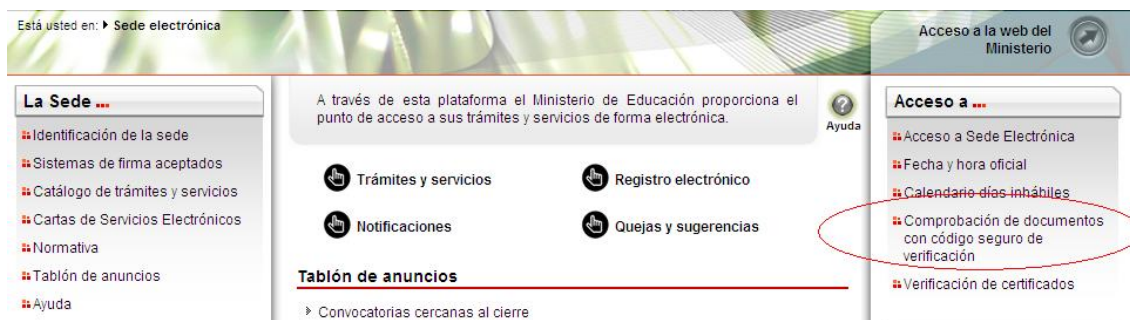 Está usted en: Sede electrónica
Acceso a la web del
Ministerio
La Sede ...
Identificación de la sede
Sistemas de firma aceptados
Catálogo de trámites y servicios
Cartas de Servicios Electrónicos
Normativa
Tablón de anuncios
Ayuda
A través de esta plataforma el Ministerio de Educación proporciona el
punto de acceso a sus trámites y servicios de forma electrónica.
Ayuda
Trámites y servicios
Registro electrónico
Notificaciones
Quejas y sugerencias
Tablón de anuncios
Convocatorias cercanas al cierre
Acceso a ...
Acceso a Sede Electrónica
Fecha y hora oficial
Calendario días inhábiles
Comprobación de documentos
con código seguro de
verificación
Verificación de certificados